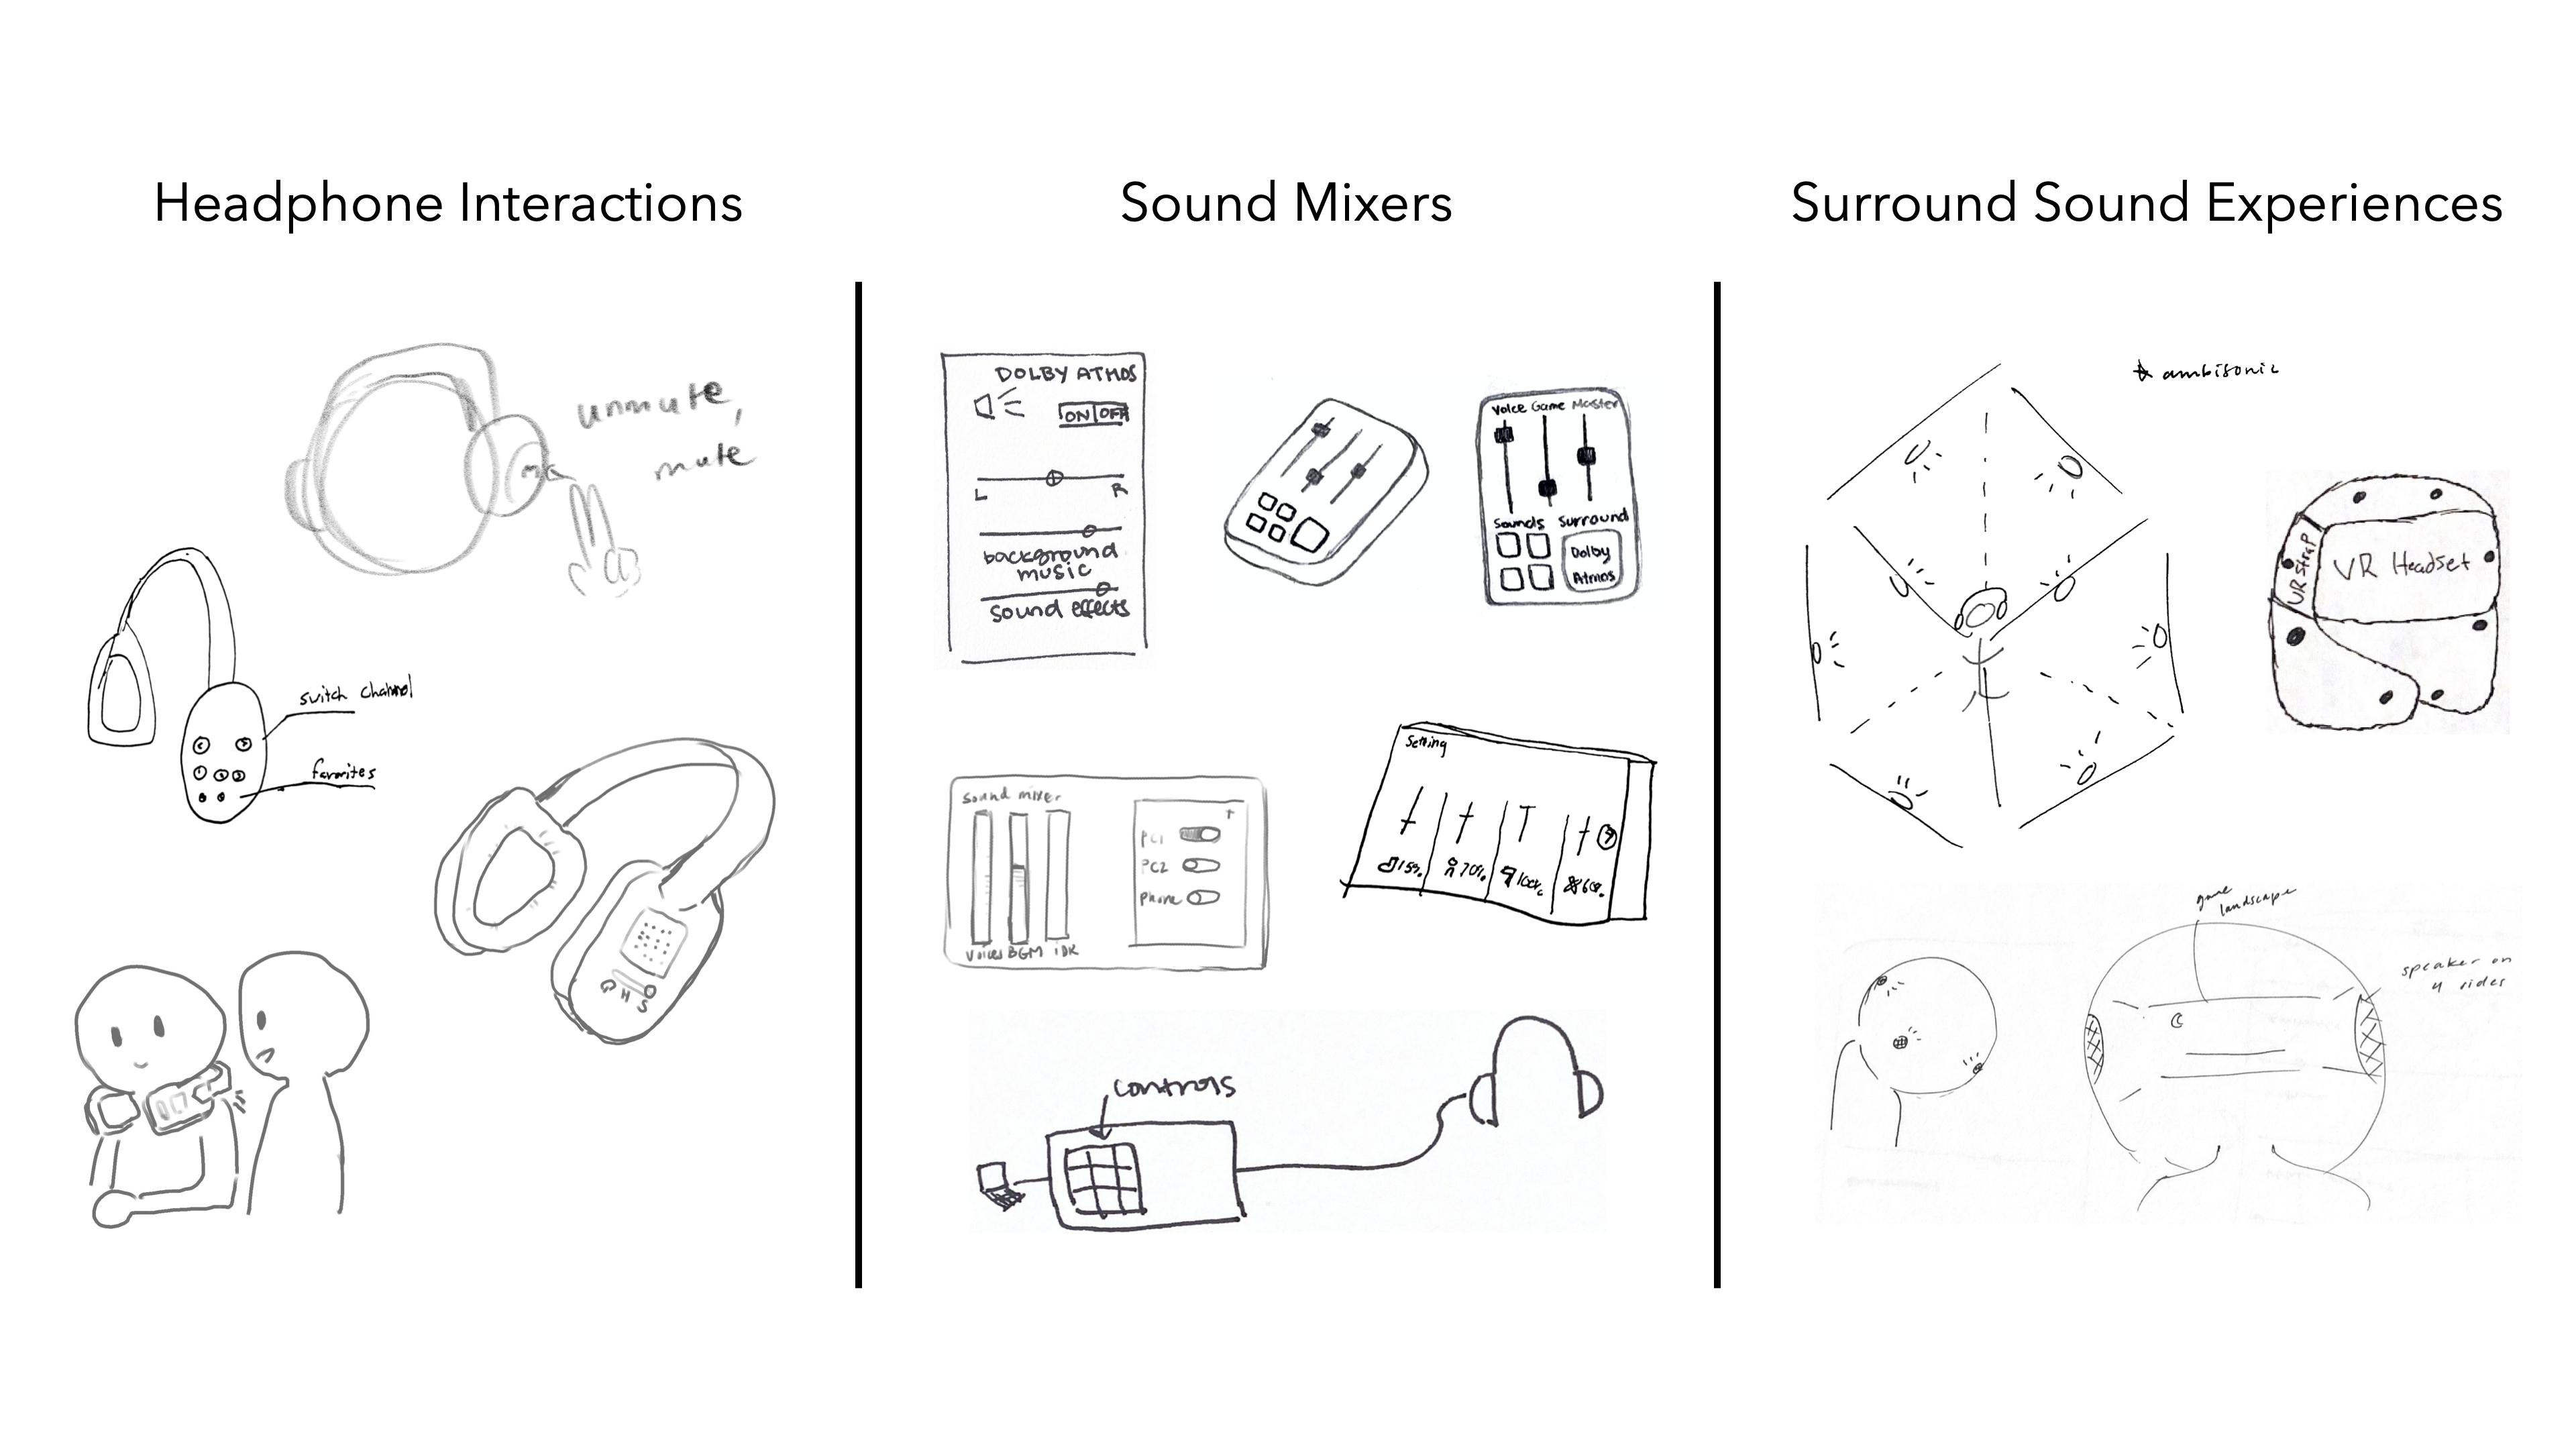 Headphone Interactions
Sound Mixers
Surround Sound Experiences
unmute,
mute
switch channel
favorites
H S
DOLBY ATMOS
ON OFF
L R
background
music
sound effects
Voice Game Master
Sounds Surround
Dolby
Atmos
Sound mixer
+
PC1
PC2
Phone
Voices BGM IDK
Setting
15% 70% 100% 60%
controls
* ambisonic
VR Strap
VR Headset
game
landscape
speaker on
4 sides